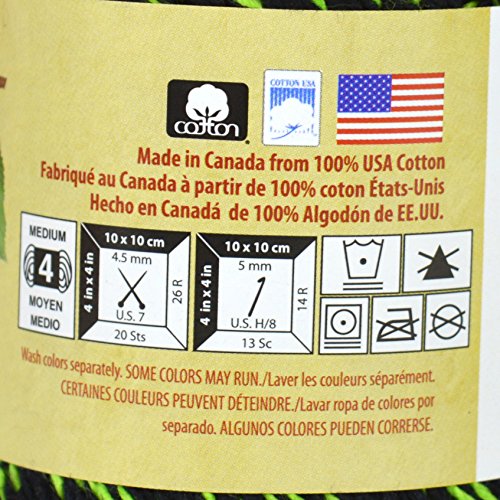 cotton
COTTON USA
Made in Canada from 100% USA Cotton
Fabriqué au Canada à partir de 100% coton États-Unis
Hecho en Canadá de 100% Algodón de EE.UU.
MEDIUM
4
MOYEN
MEDIO
10 x 10 cm
4 in x 4 in
4.5 mm
26 R
U.S. 7
20 Sts
10 x 10 cm
4 in x 4 in
5 mm
14 R
U.S. H/8
13 Sc
Wash colors separately. SOME COLORS MAY RUN./Laver les couleurs séparément.
CERTAINES COULEURS PEUVENT DÉTEINDRE./Lavar ropa de colores por
separado. ALGUNOS COLORES PUEDEN CORRERSE.